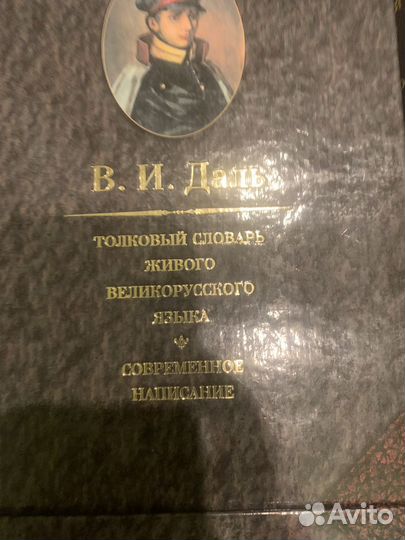 В. И. Даль
ТОЛКОВЫЙ СЛОВАРЬ
ЖИВОГО
ВЕЛИКОРУССКОГО
ЯЗЫКА
СОВРЕМЕННОЕ
НАПИСАНИЕ
Avito